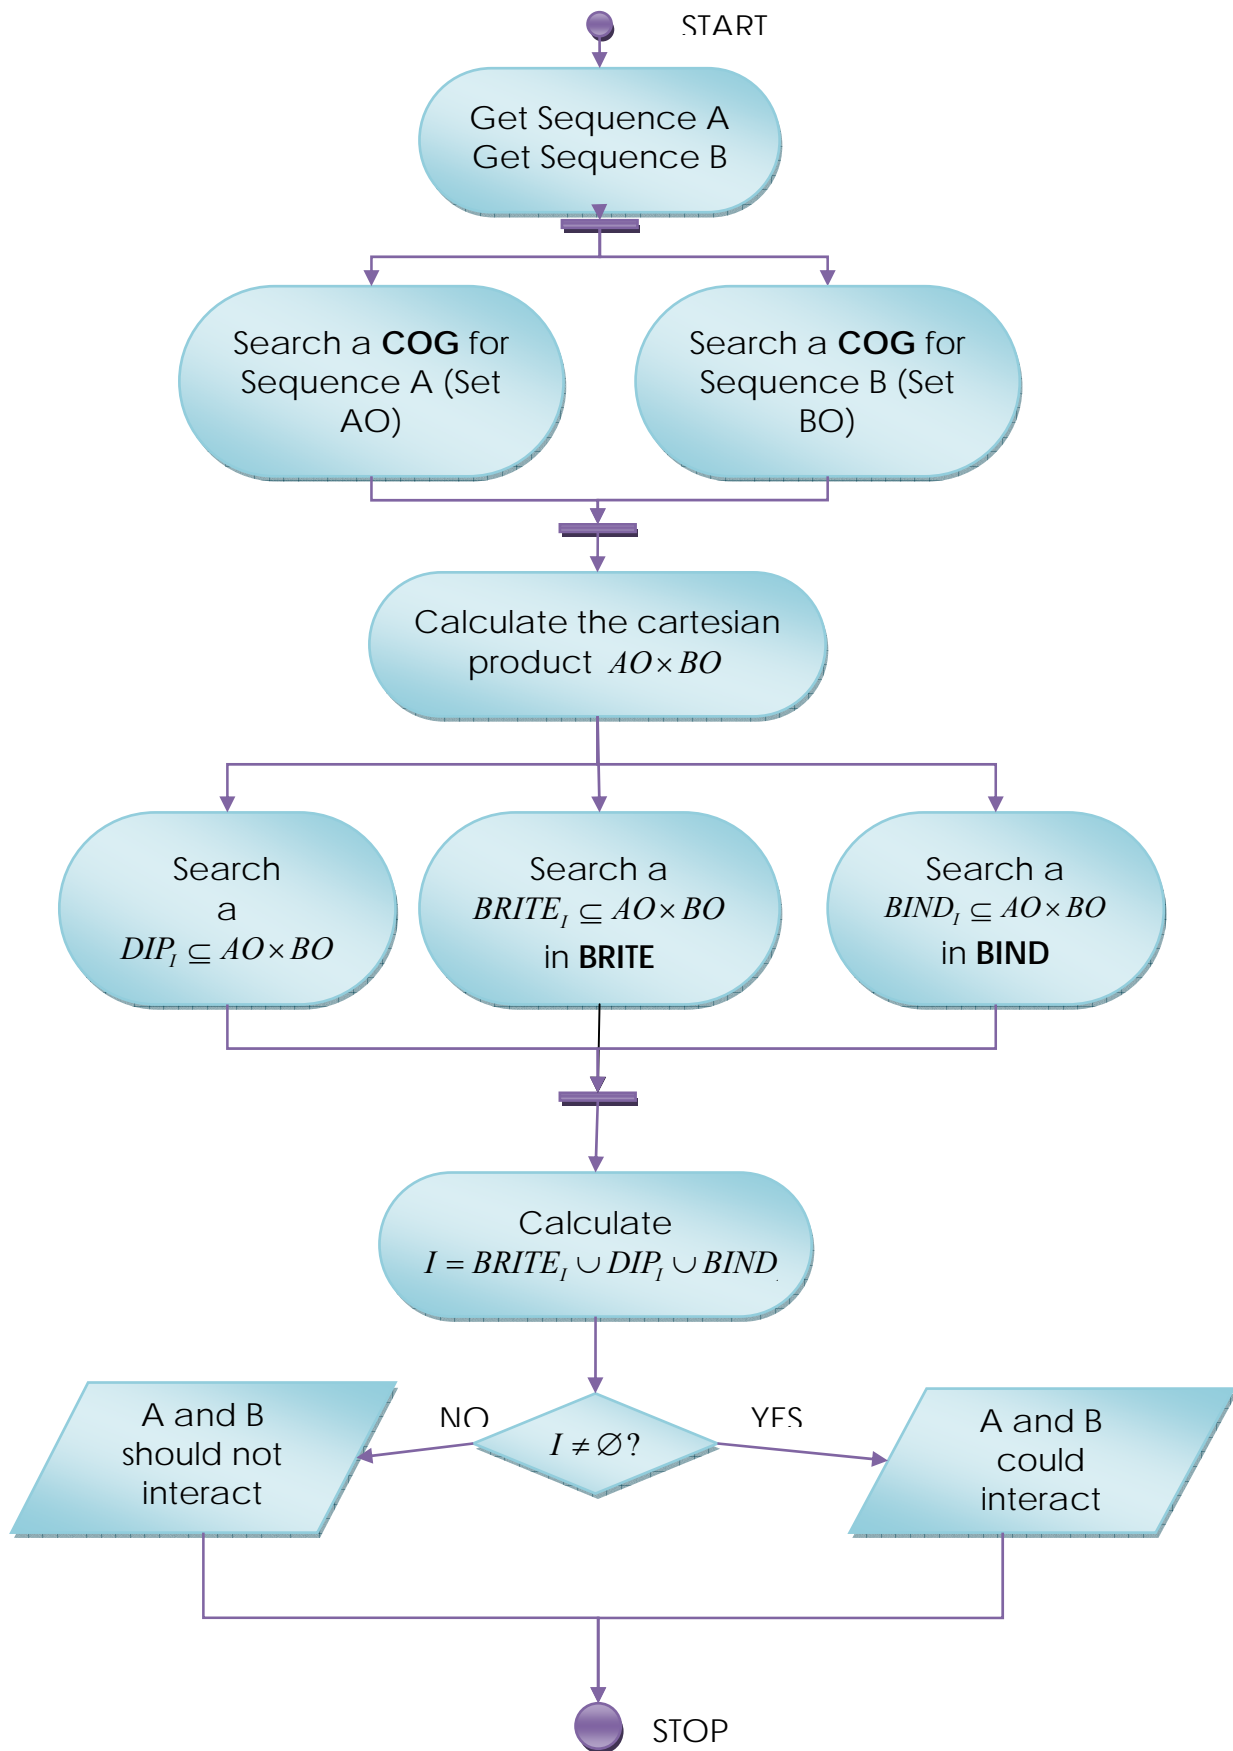 START
Get Sequence A
Get Sequence B
Search a COG for
Sequence A (Set
AO)
Search a COG for
Sequence B (Set
BO)
Calculate the cartesian
product AO × BO
Search
a
DIP_I ⊆ AO × BO
Search a
BRITE_I ⊆ AO × BO
in BRITE
Search a
BIND_I ⊆ AO × BO
in BIND
Calculate
I = BRITE_I ∪ DIP_I ∪ BIND
NO
I ≠ ∅?
YES
A and B
should not
interact
A and B
could
interact
STOP